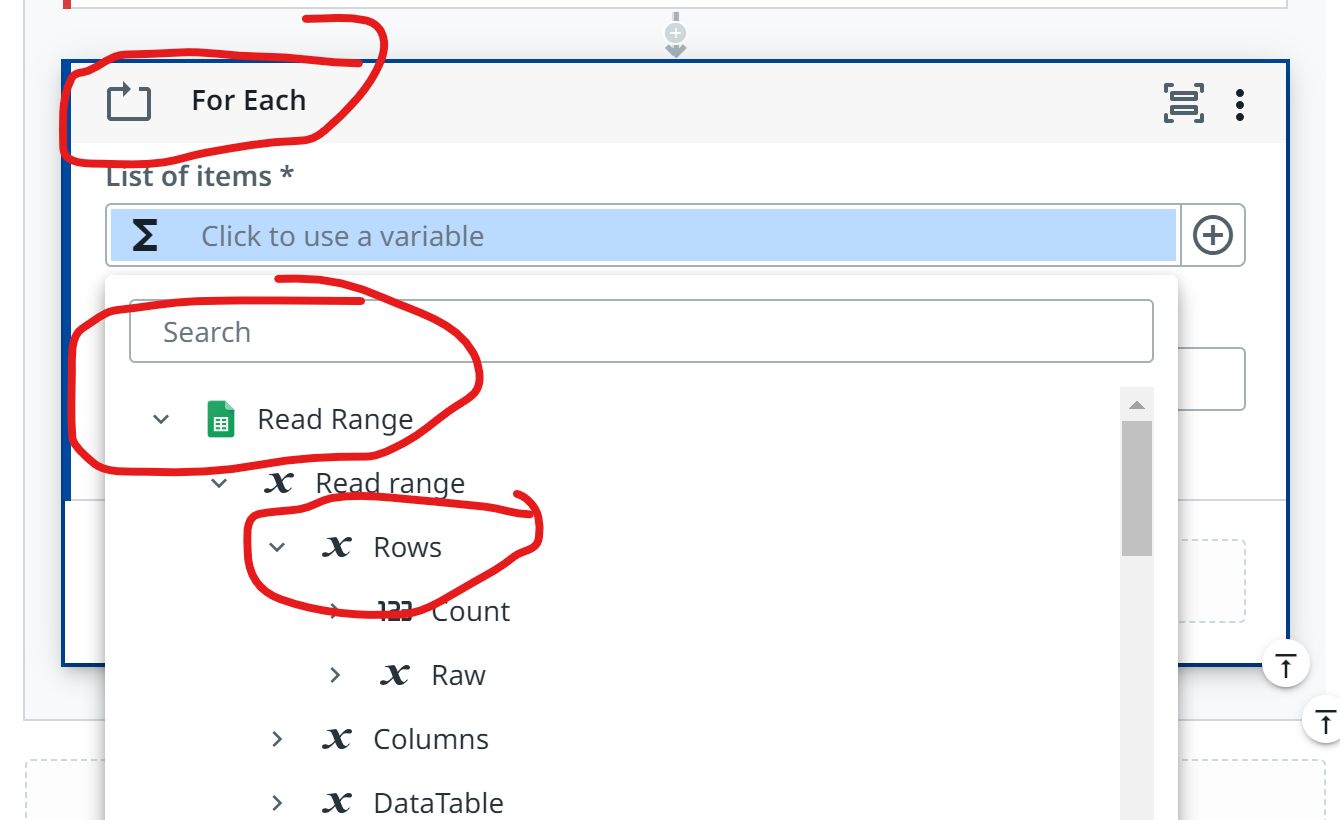 For Each
List of items *
Σ Click to use a variable
Search
Read Range
x Read range
x Rows
123 Count
x Raw
x Columns
x DataTable